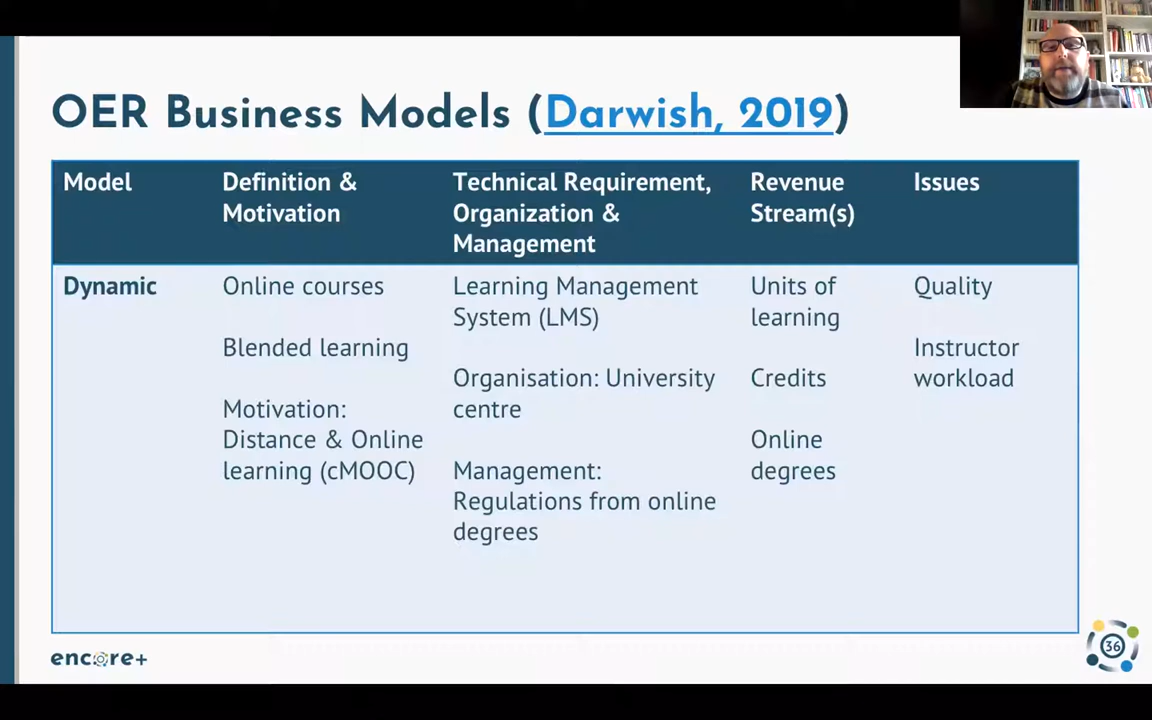 OER Business Models (Darwish, 2019)
Model
Definition &
Motivation
Technical Requirement,
Organization &
Management
Revenue
Stream(s)
Issues
Dynamic
Online courses
Blended learning
Motivation:
Distance & Online
learning (cMOOC)
Learning Management
System (LMS)
Organisation: University
centre
Management:
Regulations from online
degrees
Units of
learning
Credits
Online
degrees
Quality
Instructor
workload
encore+
36